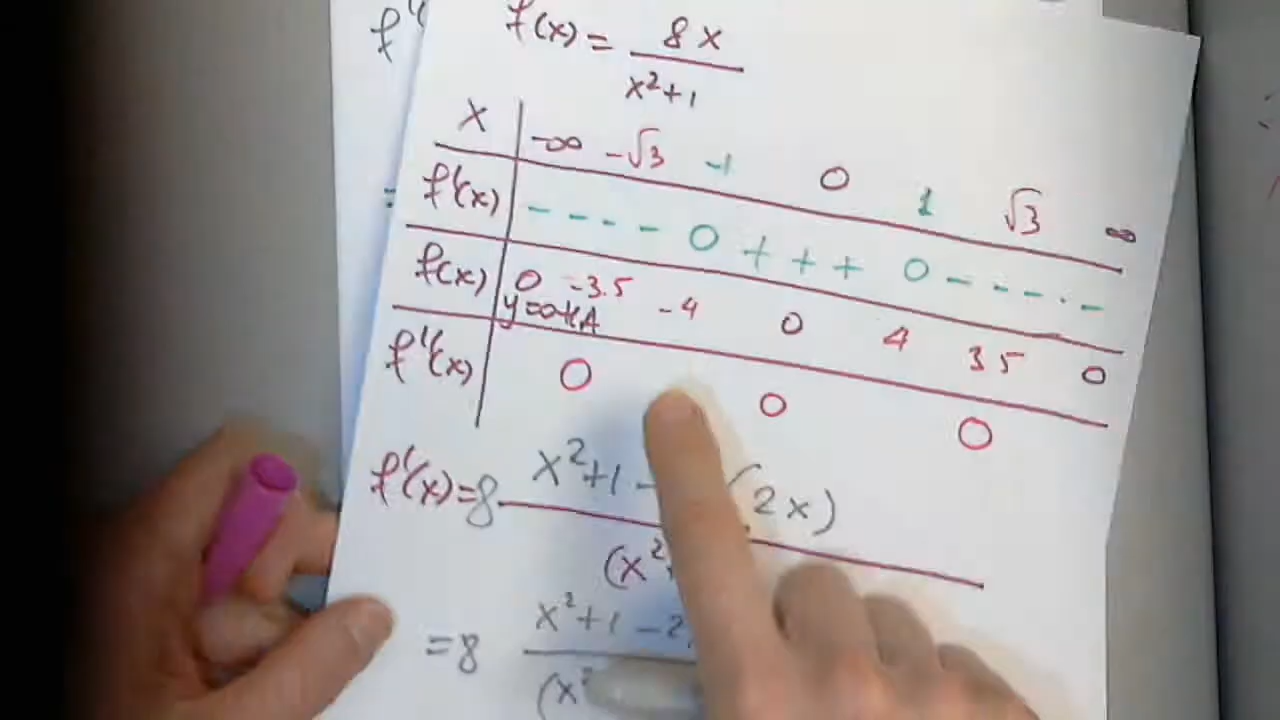 f(x) = 8x / x²+1
x | -∞ -√3 -1 0 1 √3 ∞
f'(x) | - - - - 0 + + + 0 - - - · -
f(x) | 0 -3.5 -4 0 4 3 5 0
y=0 HA
f''(x) | 0 0 0
f'(x) = 8 x²+1 - (2x)
(x²
= 8 x²+1 - 2
(x²